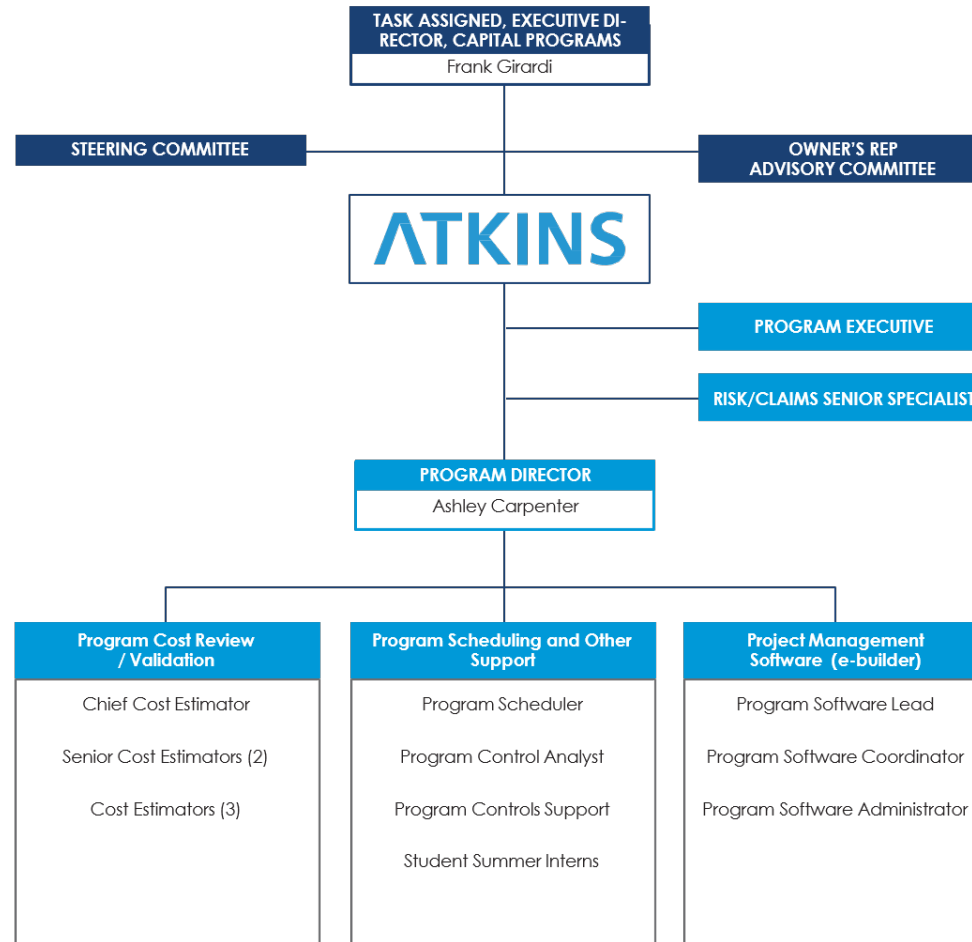 TASK ASSIGNED, EXECUTIVE DI-
RECTOR, CAPITAL PROGRAMS
Frank Girardi
STEERING COMMITTEE
OWNER'S REP
ADVISORY COMMITTEE
ATKINS
PROGRAM EXECUTIVE
RISK/CLAIMS SENIOR SPECIALIST
PROGRAM DIRECTOR
Ashley Carpenter
Program Cost Review
/ Validation
Chief Cost Estimator
Senior Cost Estimators (2)
Cost Estimators (3)
Program Scheduling and Other
Support
Program Scheduler
Program Control Analyst
Program Controls Support
Student Summer Interns
Project Management
Software (e-builder)
Program Software Lead
Program Software Coordinator
Program Software Administrator